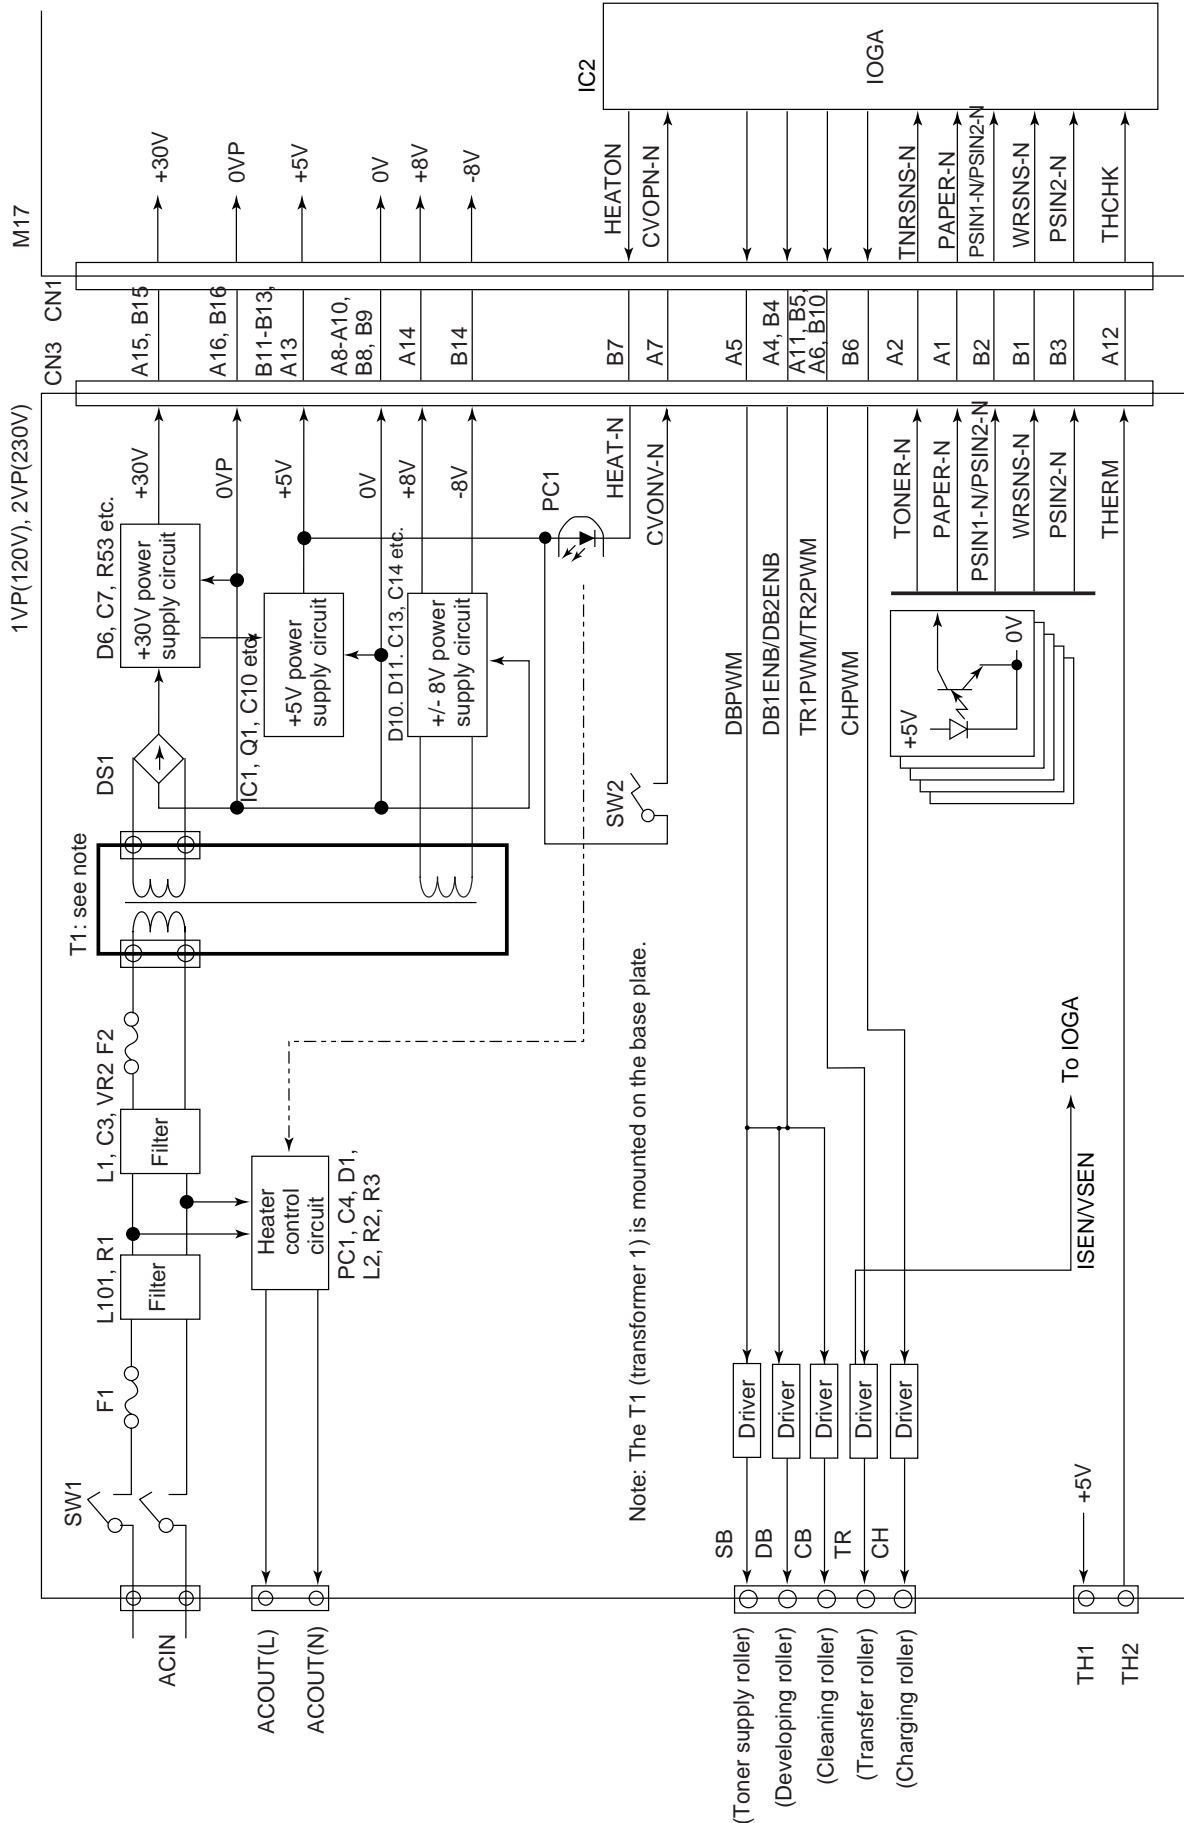 1VP(120V), 2VP(230V)
CN3
CN1
M17
ACIN
SW1
F1
L101, R1
Filter
L1, C3, VR2
F2
Filter
T1: see note
DS1
D6, C7, R53 etc.
+30V power
supply circuit
+30V
A15, B15
+30V
0VP
A16, B16
0VP
IC1, Q1, C10 etc
+5V power
supply circuit
+5V
B11-B13,
A13
+5V
0V
A8-A10,
B8, B9
0V
D10. D11. C13, C14 etc.
+/- 8V power
supply circuit
+8V
A14
+8V
-8V
B14
-8V
ACOUT(L)
ACOUT(N)
Heater
control
circuit
PC1, C4, D1,
L2, R2, R3
PC1
HEAT-N
B7
HEATON
SW2
CVONV-N
A7
CVOPN-N
IC2
IOGA
Note: The T1 (transformer 1) is mounted on the base plate.
(Toner supply roller)
SB
Driver
DBPWM
A5
(Developing roller)
DB
Driver
DB1ENB/DB2ENB
A4, B4
(Cleaning roller)
CB
Driver
TR1PWM/TR2PWM
A11, B5,
A6, B10
(Transfer roller)
TR
Driver
CHPWM
B6
(Charging roller)
CH
Driver
ISEN/VSEN
To IOGA
+5V
0V
TONER-N
A2
TNRSNS-N
PAPER-N
A1
PAPER-N
PSIN1-N/PSIN2-N
B2
PSIN1-N/PSIN2-N
WRSNS-N
B1
WRSNS-N
PSIN2-N
B3
PSIN2-N
TH1
+5V
TH2
THERM
A12
THCHK